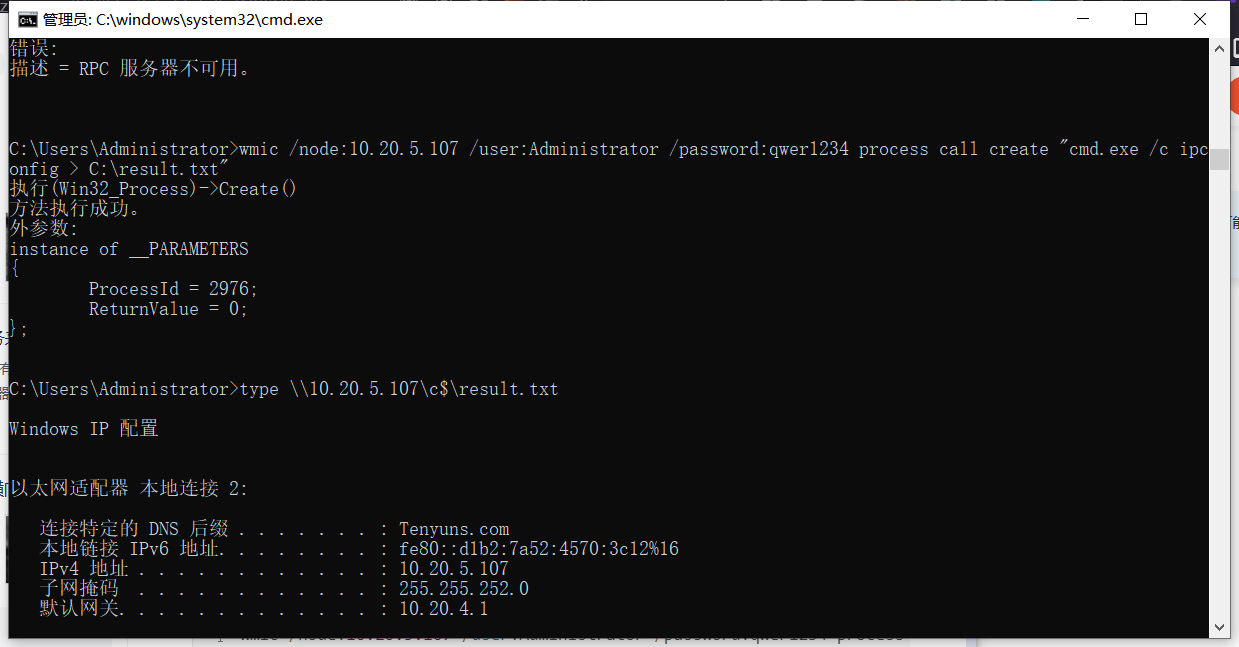 管理员: C:\windows\system32\cmd.exe
错误:
描述 = RPC 服务器不可用。
C:\Users\Administrator>wmic /node:10.20.5.107 /user:Administrator /password:qwer1234 process call create "cmd.exe /c ipc
onfig > C:\result.txt"
执行(Win32_Process)->Create()
方法执行成功。
外参数:
instance of __PARAMETERS
{
ProcessId = 2976;
ReturnValue = 0;
};
C:\Users\Administrator>type \\10.20.5.107\c$\result.txt
Windows IP 配置
以太网适配器 本地连接 2:
连接特定的 DNS 后缀 . . . . . . . : Tenyuns.com
本地链接 IPv6 地址. . . . . . . . : fe80::d1b2:7a52:4570:3c12%16
IPv4 地址 . . . . . . . . . . . . : 10.20.5.107
子网掩码 . . . . . . . . . . . . : 255.255.252.0
默认网关. . . . . . . . . . . . . : 10.20.4.1